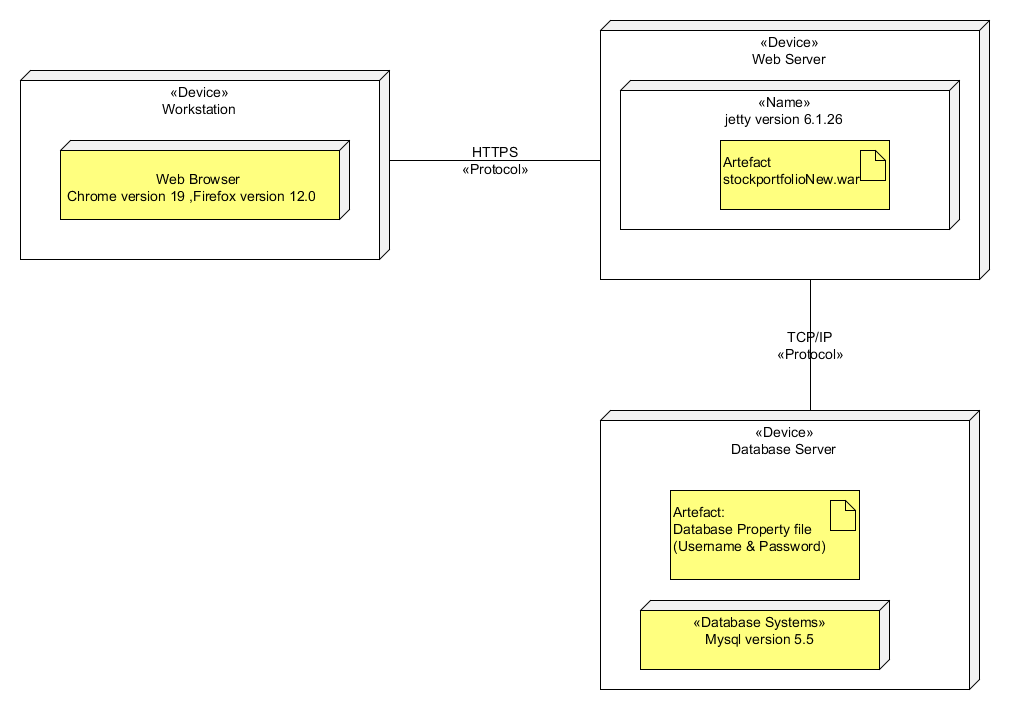 «Device»
Workstation
Web Browser
Chrome version 19 ,Firefox version 12.0
HTTPS
«Protocol»
«Device»
Web Server
«Name»
jetty version 6.1.26
Artefact
stockportfolioNew.war
TCP/IP
«Protocol»
«Device»
Database Server
Artefact:
Database Property file
(Username & Password)
«Database Systems»
Mysql version 5.5